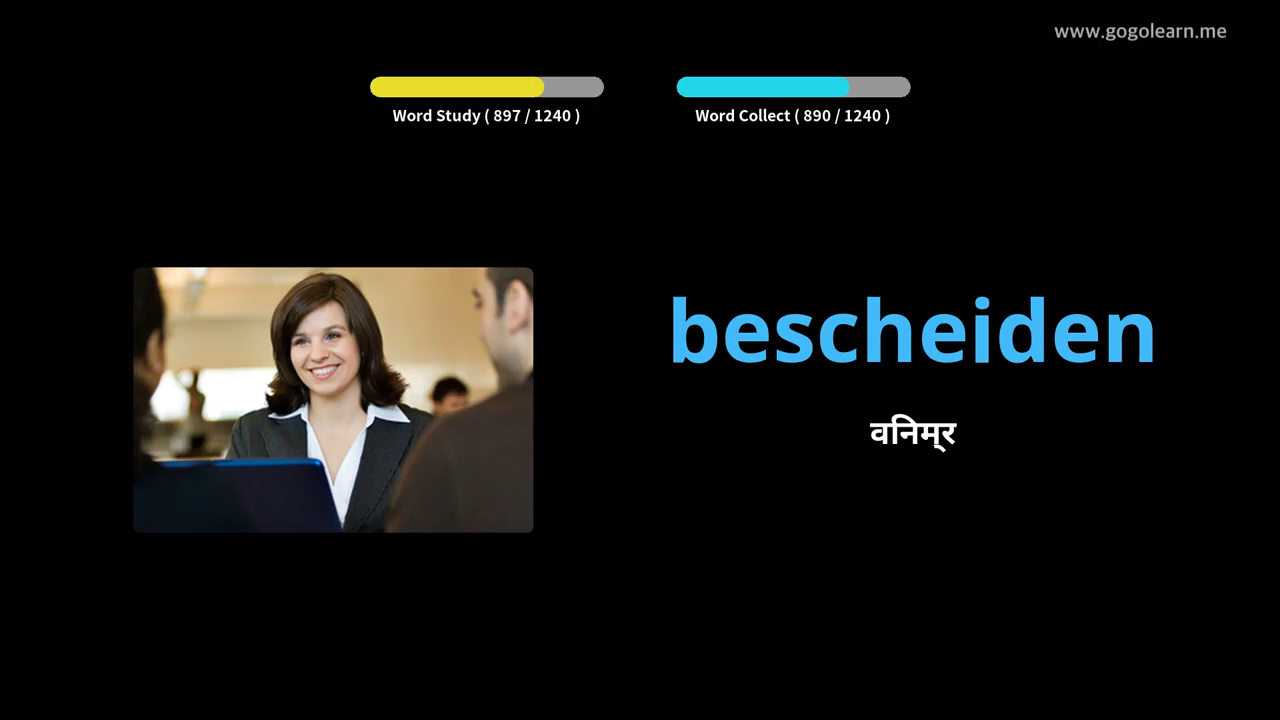 www.gogolearn.me
Word Study ( 897 / 1240 )
Word Collect ( 890 / 1240 )
bescheiden
वनिम्‌र